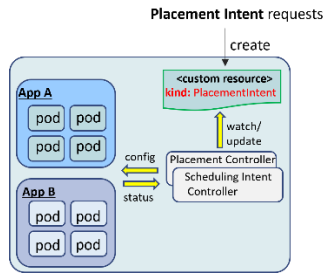 Placement Intent requests
create
<custom resource>
kind: PlacementIntent
App A
pod pod
pod pod
watch/
update
config
Placement Controller
Scheduling Intent
Controller
status
App B
pod pod
pod pod